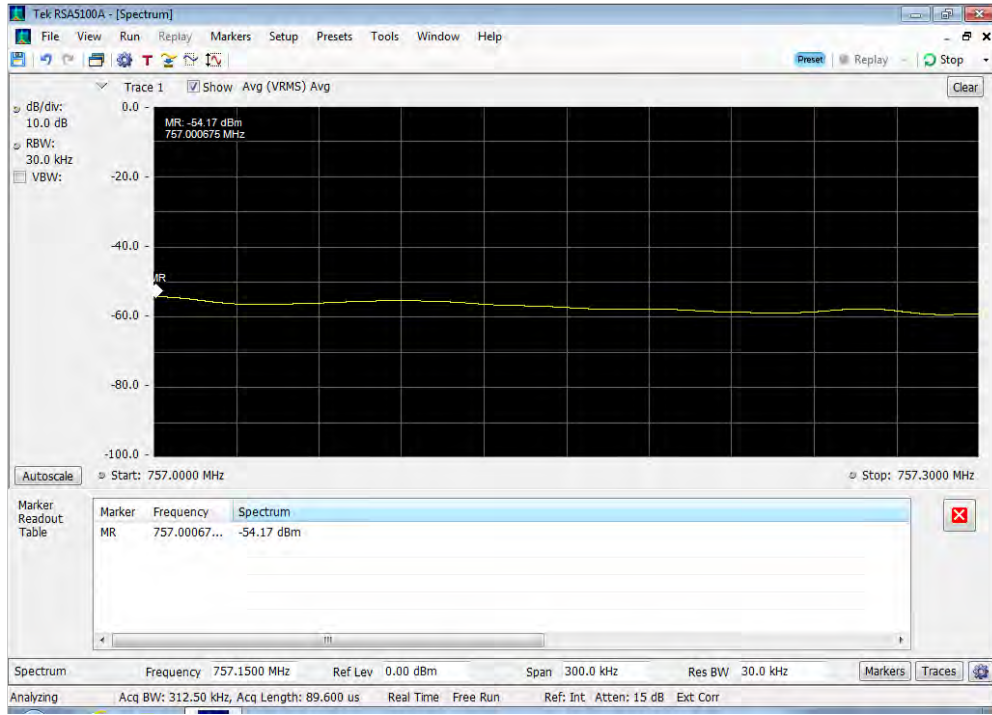 Tek RSA5100A - [Spectrum]
File View Run Replay Markers Setup Presets Tools Window Help
T Preset Replay Stop
Trace 1 Show Avg (VRMS) Avg Clear
dB/div:
10.0 dB
RBW:
30.0 kHz
VBW:
0.0
-20.0
-40.0
-60.0
-80.0
-100.0
MR: -54.17 dBm
757.000675 MHz
MR
Autoscale Start: 757.0000 MHz Stop: 757.3000 MHz
Marker
Readout
Table
Marker Frequency Spectrum
MR 757.00067... -54.17 dBm
Spectrum Frequency 757.1500 MHz Ref Lev 0.00 dBm Span 300.0 kHz Res BW 30.0 kHz Markers Traces
Analyzing Acq BW: 312.50 kHz, Acq Length: 89.600 us Real Time Free Run Ref: Int Atten: 15 dB Ext Corr